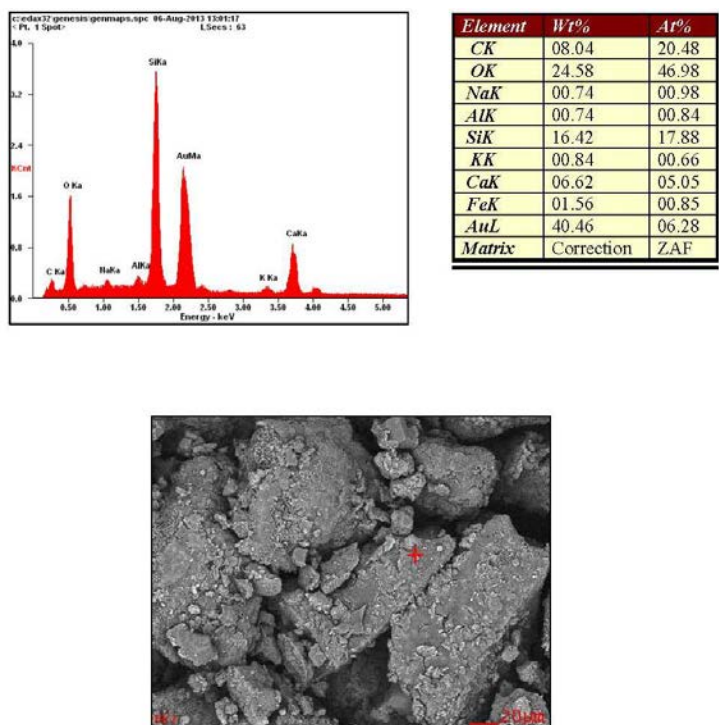 c:\edax32\genesis\genmaps.spc 06-Aug-2013 13:01:17
< Pt. 1 Spot> LSecs : 63
4.0
3.2
2.4
KCnt
1.6
0.8
0.0
SiKa
AuMa
O Ka
CaKa
C Ka
NaKa
AlKa
K Ka
0.50 1.00 1.50 2.00 2.50 3.00 3.50 4.00 4.50 5.00
Energy - keV
Element Wt% At%
CK 08.04 20.48
OK 24.58 46.98
NaK 00.74 00.98
AlK 00.74 00.84
SiK 16.42 17.88
KK 00.84 00.66
CaK 06.62 05.05
FeK 01.56 00.85
AuL 40.46 06.28
Matrix Correction ZAF
20µm